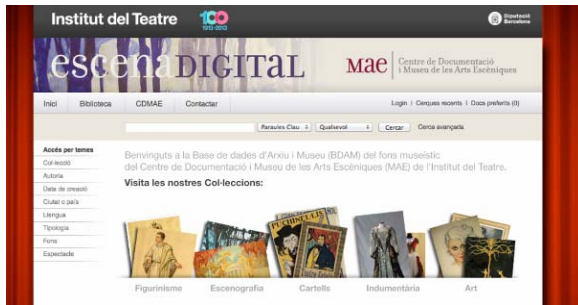 Institut del Teatre
100
1913-2013
Diputació
Barcelona
escena DIGITaL
mae
Centre de Documentació
i Museu de les Arts Escèniques
Inici Biblioteca CDMAE Contactar
Login | Cerques recents | Docs preferits (0)
Paraules Clau Qualsevol Cercar Cerca avançada
Accés per temes
Col·lecció
Autoria
Data de creació
Ciutat o país
Llengua
Tipologia
Fons
Espectacle
Benvinguts a la Base de dades d'Arxiu i Museu (BDAM) del fons museístic
del Centre de Documentació i Museu de les Arts Escèniques (MAE) de l'Institut del Teatre.
Visita les nostres Col·leccions:
PUCHINEL·LIS
Figurinisme Escenografia Cartells Indumentària Art